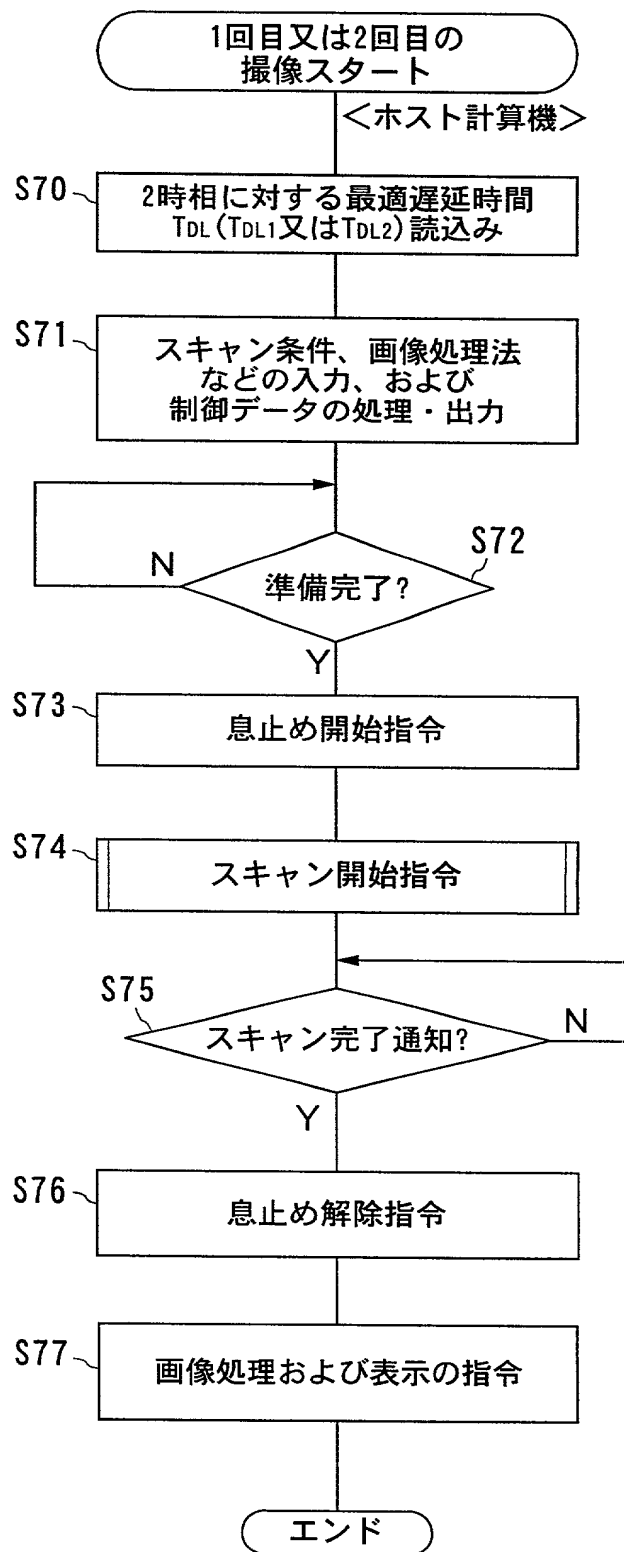 1回目又は2回目の
撮像スタート
<ホスト計算機>
S70
2時相に対する最適遅延時間
TDL(TDL1又はTDL2)読込み
S71
スキャン条件、画像処理法
などの入力、および
制御データの処理・出力
S72
N
準備完了?
Y
S73
息止め開始指令
S74
スキャン開始指令
S75
スキャン完了通知?
N
Y
S76
息止め解除指令
S77
画像処理および表示の指令
エンド